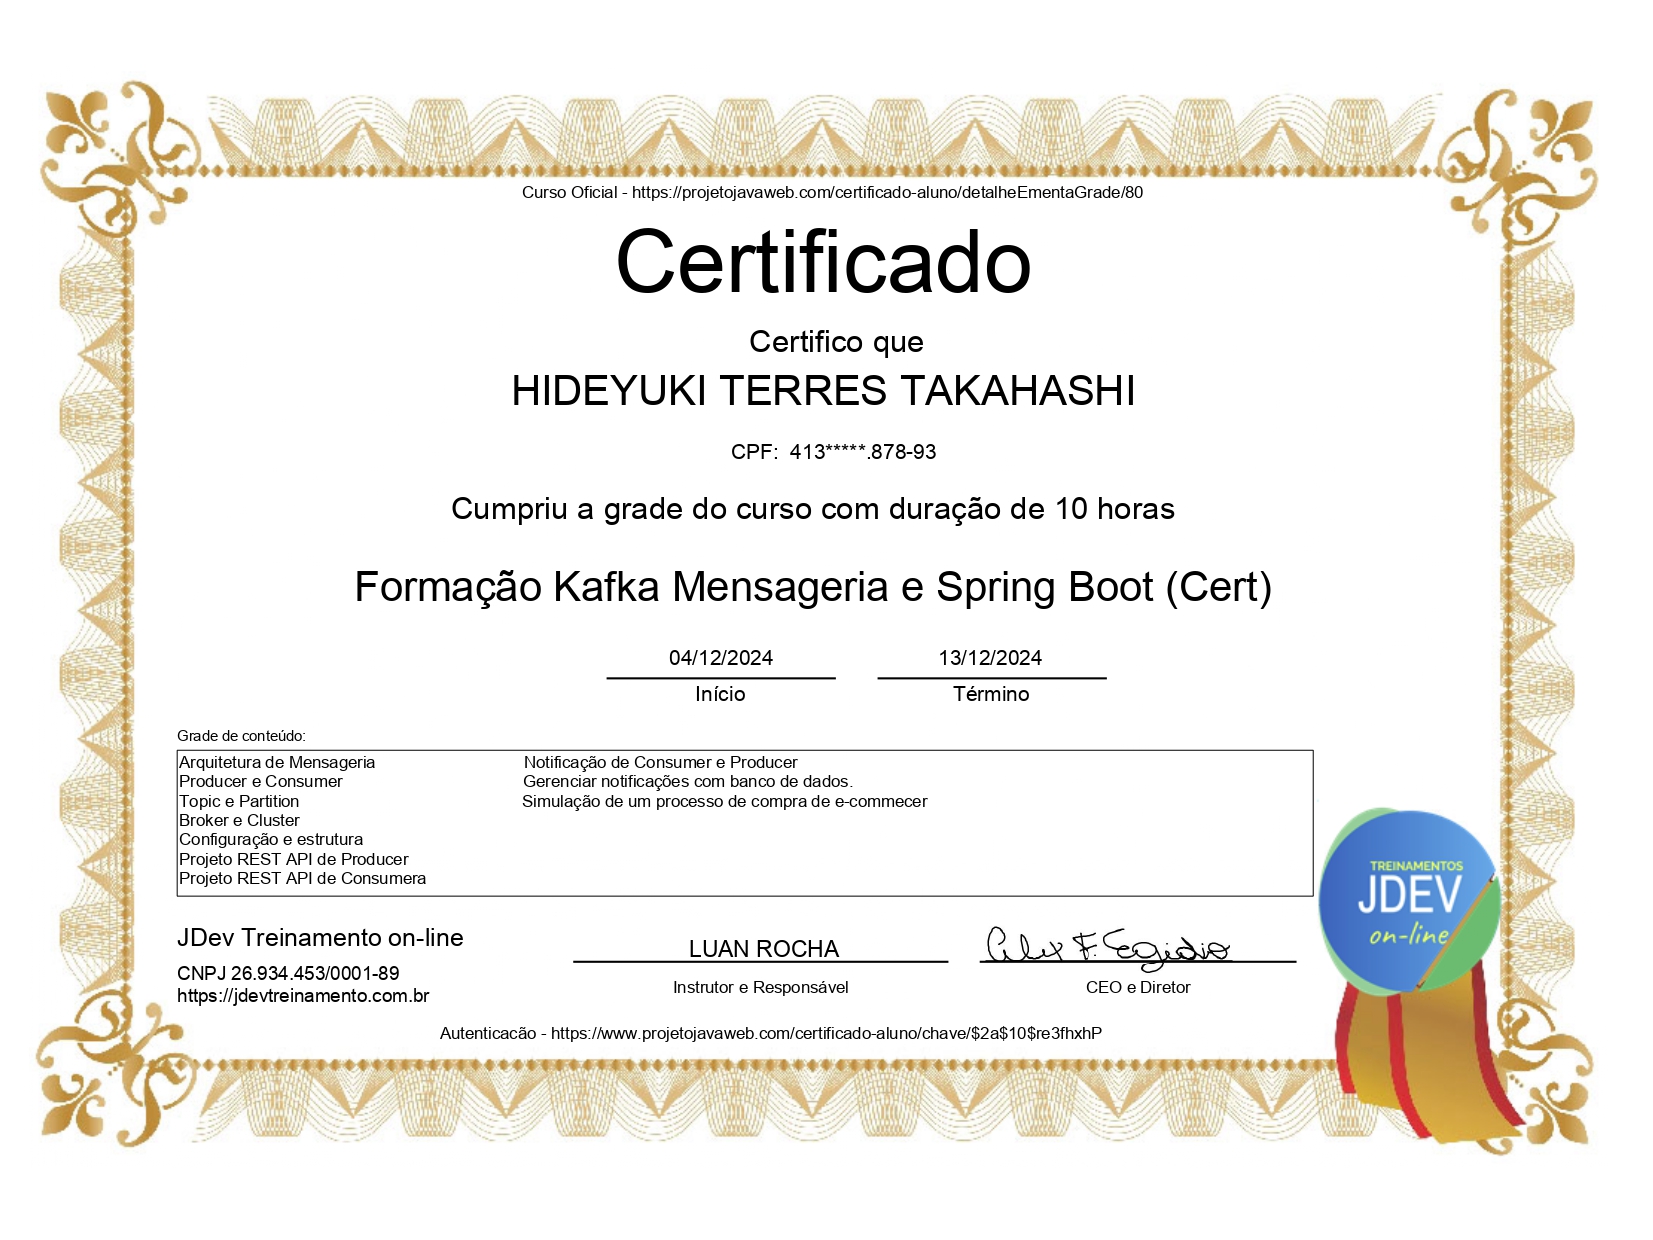 Curso Oficial - https://projetojavaweb.com/certificado-aluno/detalheEmentaGrade/80
Certificado
Certifico que
HIDEYUKI TERRES TAKAHASHI
CPF: 413*****.878-93
Cumpriu a grade do curso com duração de 10 horas
Formação Kafka Mensageria e Spring Boot (Cert)
04/12/2024 13/12/2024
Início Término
Grade de conteúdo:
Arquitetura de Mensageria Notificação de Consumer e Producer
Producer e Consumer Gerenciar notificações com banco de dados.
Topic e Partition Simulação de um processo de compra de e-commecer
Broker e Cluster
Configuração e estrutura
Projeto REST API de Producer
Projeto REST API de Consumera
TREINAMENTOS
JDEV
on-line
JDev Treinamento on-line
CNPJ 26.934.453/0001-89
https://jdevtreinamento.com.br
LUAN ROCHA
Instrutor e Responsável
Alex F. Egidio
CEO e Diretor
Autenticacão - https://www.projetojavaweb.com/certificado-aluno/chave/$2a$10$re3fhxhP